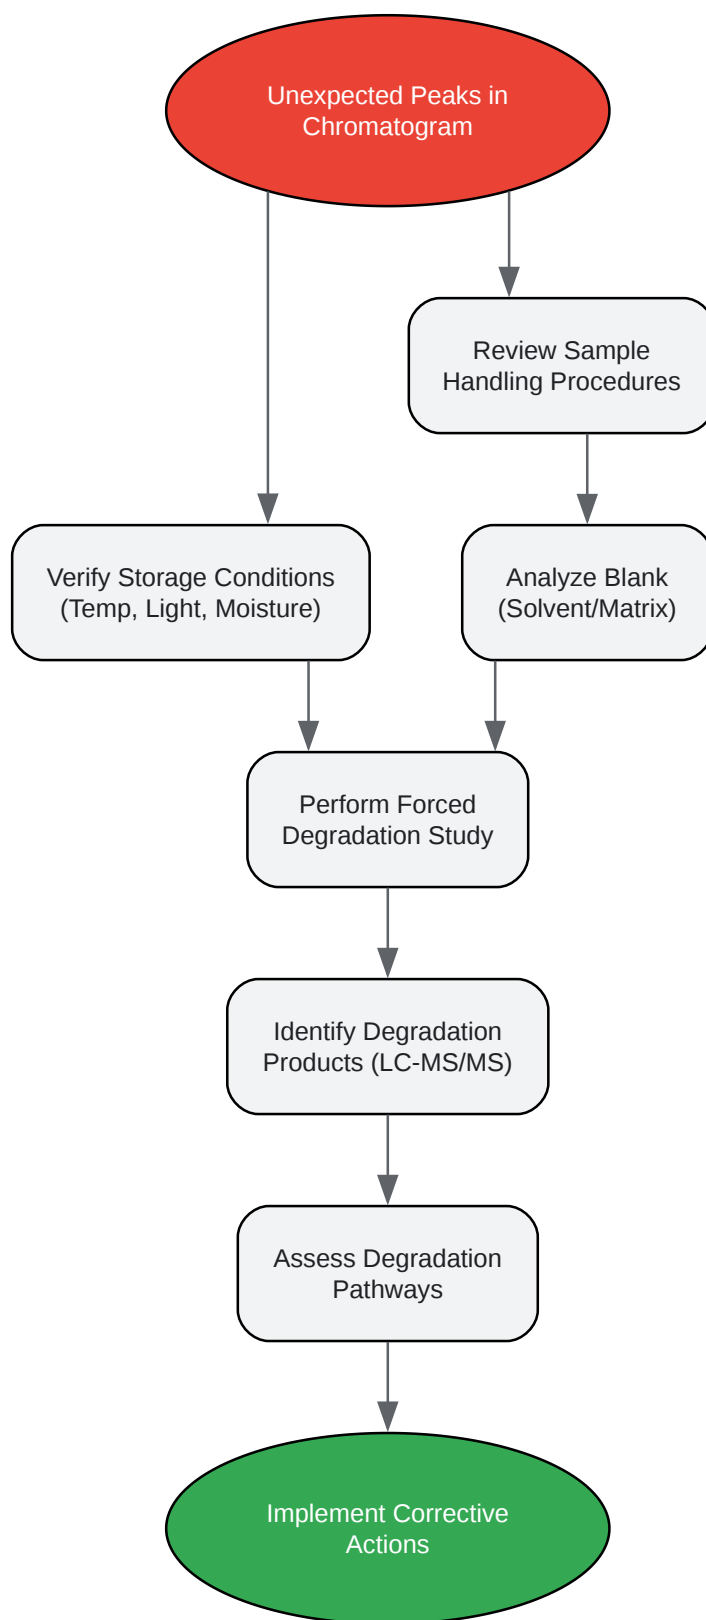 Unexpected Peaks in
Chromatogram
Review Sample
Handling Procedures
Verify Storage Conditions
(Temp, Light, Moisture)
Analyze Blank
(Solvent/Matrix)
Perform Forced
Degradation Study
Identify Degradation
Products (LC-MS/MS)
Assess Degradation
Pathways
Implement Corrective
Actions